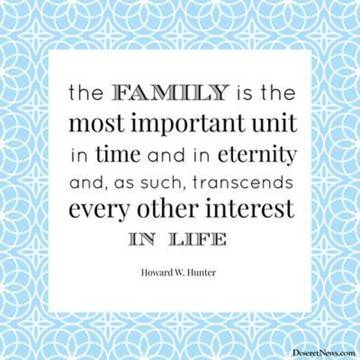 the FAMILY is the
most important unit
in time and in eternity
and, as such, transcends
every other interest
IN LIFE
Howard W. Hunter
DeseretNews.com